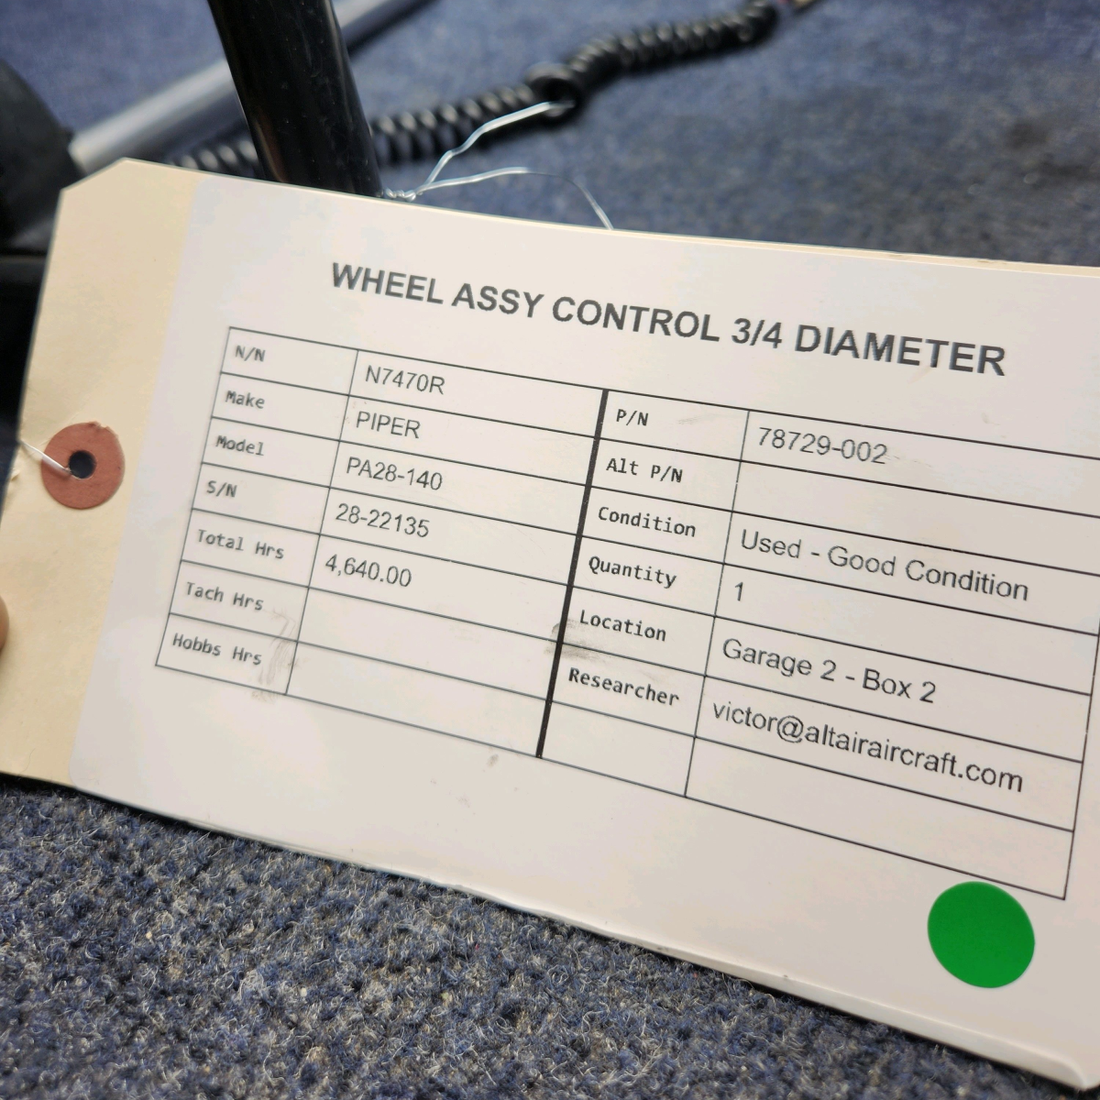 WHEEL ASSY CONTROL 3/4 DIAMETER
N/N N7470R
Make PIPER
Model PA28-140
S/N 28-22135
Total Hrs 4,640.00
Tach Hrs
Hobbs Hrs
P/N 78729-002
Alt P/N
Condition Used - Good Condition
Quantity 1
Location Garage 2 - Box 2
Researcher victor@altairaircraft.com